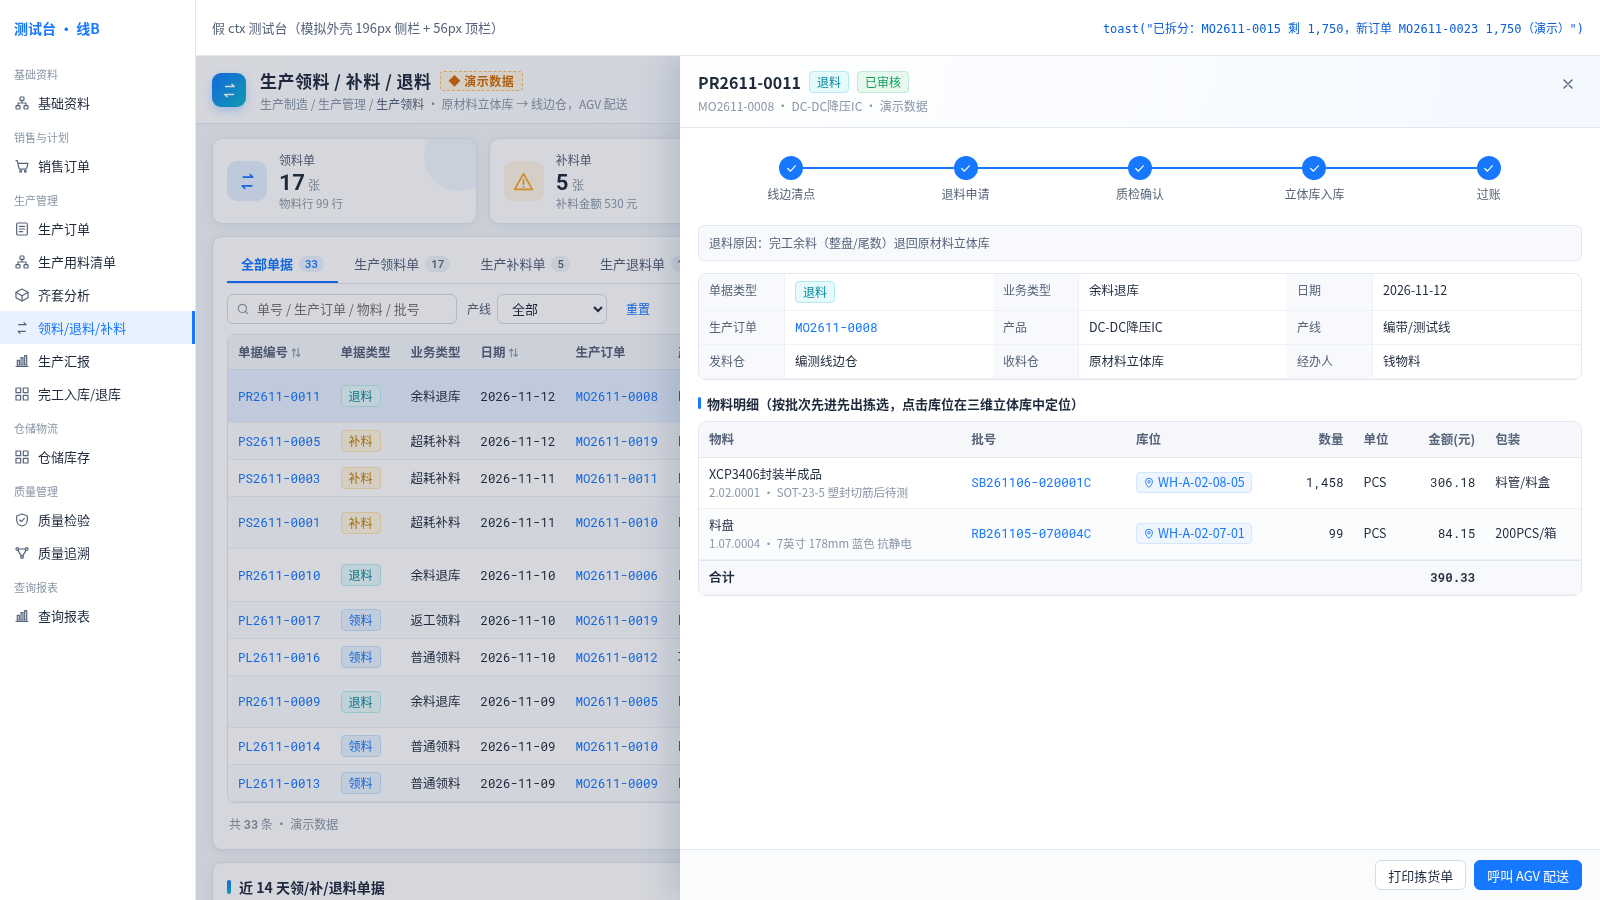 测试台 · 线B
假 ctx 测试台（模拟外壳 196px 侧栏 + 56px 顶栏）
toast("已拆分: MO2611-0015 剩 1,750, 新订单 MO2611-0023 1,750（演示）")
基础资料
基础资料
销售与计划
销售订单
生产管理
生产订单
生产用料清单
齐套分析
领料/退料/补料
生产汇报
完工入库/退库
仓储物流
仓储库存
质量管理
质量检验
质量追溯
查询报表
查询报表
生产领料 / 补料 / 退料
◆ 演示数据
生产制造 / 生产管理 / 生产领料 · 原材料立体库 → 线边仓，AGV 配送
领料单
17 张
物料行 99 行
补料单
5 张
补料金额 530 元
全部单据 33
生产领料单 17
生产补料单 5
生产退料单
单号 / 生产订单 / 物料 / 批号
产线
全部
重置
单据编号 单据类型 业务类型 日期 生产订单
PR2611-0011 退料 余料退库 2026-11-12 MO2611-0008
PS2611-0005 补料 超耗补料 2026-11-12 MO2611-0019
PS2611-0003 补料 超耗补料 2026-11-11 MO2611-0011
PS2611-0001 补料 超耗补料 2026-11-11 MO2611-0010
PR2611-0010 退料 余料退库 2026-11-10 MO2611-0006
PL2611-0017 领料 返工领料 2026-11-10 MO2611-0019
PL2611-0016 领料 普通领料 2026-11-10 MO2611-0012
PR2611-0009 退料 余料退库 2026-11-09 MO2611-0005
PL2611-0014 领料 普通领料 2026-11-09 MO2611-0010
PL2611-0013 领料 普通领料 2026-11-09 MO2611-0009
共 33 条 · 演示数据
近 14 天领/补/退料单据
PR2611-0011 退料 已审核
MO2611-0008 · DC-DC降压IC · 演示数据
线边清点 退料申请 质检确认 立体库入库 过账
退料原因：完工余料（整盘/尾数）退回原材料立体库
单据类型 退料 业务类型 余料退库 日期 2026-11-12
生产订单 MO2611-0008 产品 DC-DC降压IC 产线 编带/测试线
发料仓 编测线边仓 收料仓 原材料立体库 经办人 钱物料
物料明细（按批次先进先出拣选，点击库位在三维立体库中定位）
物料 批号 库位 数量 单位 金额(元) 包装
XCP3406封装半成品
2.02.0001 · SOT-23-5 塑封切筋后待测
SB261106-020001C WH-A-02-08-05 1,458 PCS 306.18 料管/料盒
料盘
1.07.0004 · 7英寸 178mm 蓝色 抗静电
RB261105-070004C WH-A-02-07-01 99 PCS 84.15 200PCS/箱
合计 390.33
打印拣货单
呼叫 AGV 配送